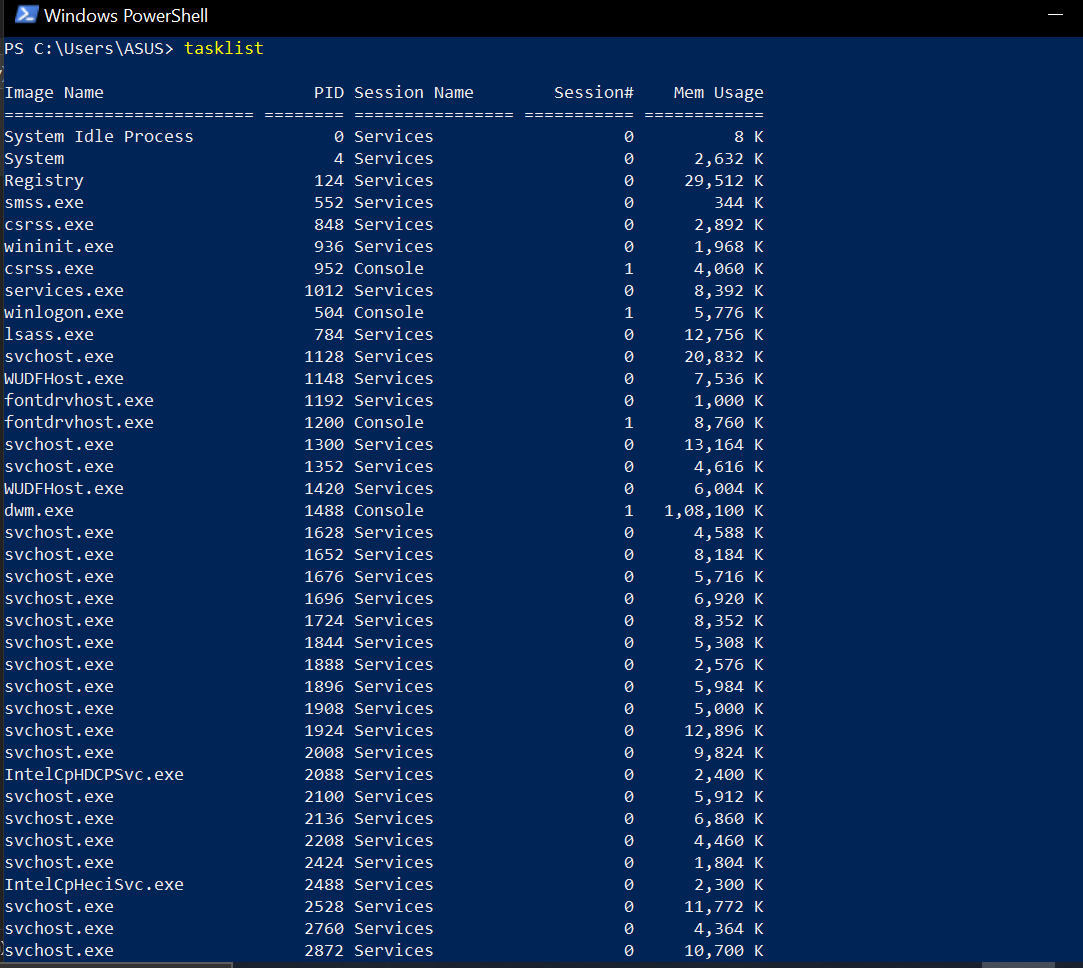 Windows PowerShell
PS C:\Users\ASUS> tasklist
Image Name                     PID Session Name        Session#    Mem Usage
========================= ======== ================ =========== ============
System Idle Process              0 Services                   0          8 K
System                           4 Services                   0      2,632 K
Registry                       124 Services                   0     29,512 K
smss.exe                       552 Services                   0        344 K
csrss.exe                      848 Services                   0      2,892 K
wininit.exe                    936 Services                   0      1,968 K
csrss.exe                      952 Console                    1      4,060 K
services.exe                  1012 Services                   0      8,392 K
winlogon.exe                   504 Console                    1      5,776 K
lsass.exe                      784 Services                   0     12,756 K
svchost.exe                   1128 Services                   0     20,832 K
WUDFHost.exe                  1148 Services                   0      7,536 K
fontdrvhost.exe               1192 Services                   0      1,000 K
fontdrvhost.exe               1200 Console                    1      8,760 K
svchost.exe                   1300 Services                   0     13,164 K
svchost.exe                   1352 Services                   0      4,616 K
WUDFHost.exe                  1420 Services                   0      6,004 K
dwm.exe                       1488 Console                    1   1,08,100 K
svchost.exe                   1628 Services                   0      4,588 K
svchost.exe                   1652 Services                   0      8,184 K
svchost.exe                   1676 Services                   0      5,716 K
svchost.exe                   1696 Services                   0      6,920 K
svchost.exe                   1724 Services                   0      8,352 K
svchost.exe                   1844 Services                   0      5,308 K
svchost.exe                   1888 Services                   0      2,576 K
svchost.exe                   1896 Services                   0      5,984 K
svchost.exe                   1908 Services                   0      5,000 K
svchost.exe                   1924 Services                   0     12,896 K
svchost.exe                   2008 Services                   0      9,824 K
IntelCpHDCPSvc.exe            2088 Services                   0      2,400 K
svchost.exe                   2100 Services                   0      5,912 K
svchost.exe                   2136 Services                   0      6,860 K
svchost.exe                   2208 Services                   0      4,460 K
svchost.exe                   2424 Services                   0      1,804 K
IntelCpHeciSvc.exe            2488 Services                   0      2,300 K
svchost.exe                   2528 Services                   0     11,772 K
svchost.exe                   2760 Services                   0      4,364 K
svchost.exe                   2872 Services                   0     10,700 K